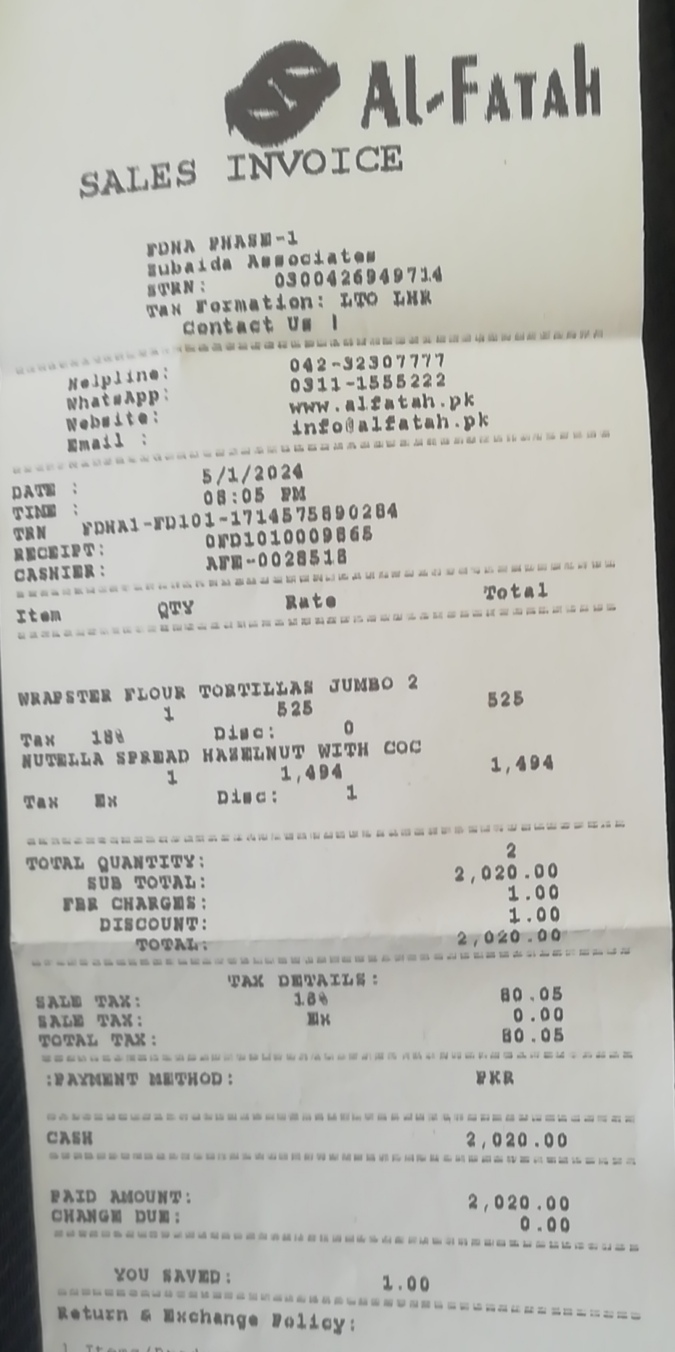 Al-Fatah
SALES INVOICE
FDHA PHASE-1
Zubaida Associates
STRN: 0300426949714
Tax Formation: LTO LHR
Contact Us |
Helpline: 042-32307777
WhatsApp: 0311-1555222
Website: www.alfatah.pk
Email : info@alfatah.pk
DATE : 5/1/2024
TIME : 08:05 PM
TRN FDHA1-FD101-1714575890284
RECEIPT: 0FD1010009865
CASHIER: AFE-0028518
Item QTY Rate Total
WRAPSTER FLOUR TORTILLAS JUMBO 2
1 525 525
Tax 18% Disc: 0
NUTELLA SPREAD HAZELNUT WITH COC
1 1,494 1,494
Tax Ex Disc: 1
TOTAL QUANTITY: 2
SUB TOTAL: 2,020.00
FBR CHARGES: 1.00
DISCOUNT: 1.00
TOTAL: 2,020.00
TAX DETAILS:
SALE TAX: 18% 80.05
SALE TAX: Ex 0.00
TOTAL TAX: 80.05
:PAYMENT METHOD: PKR
CASH 2,020.00
PAID AMOUNT: 2,020.00
CHANGE DUE: 0.00
YOU SAVED: 1.00
Return & Exchange Policy: